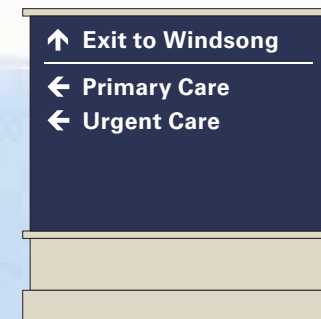 ↑ Exit to Windsong
← Primary Care
← Urgent Care